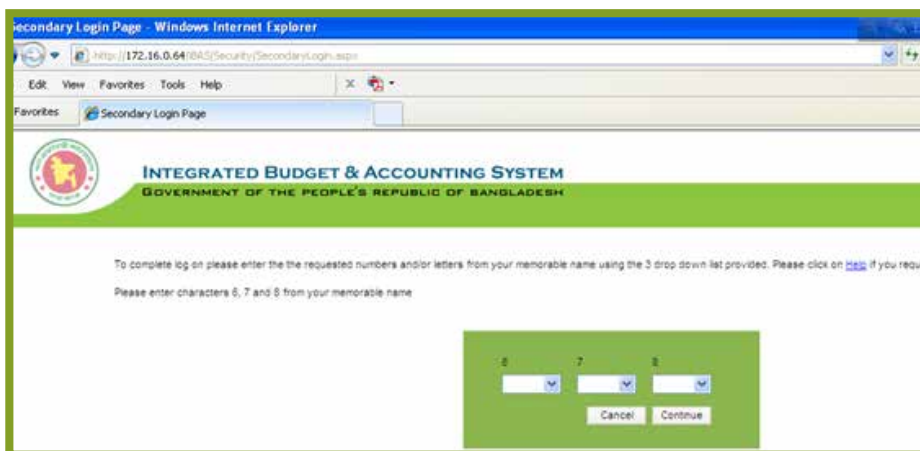 Secondary Login Page - Windows Internet Explorer
http://172.16.0.64/IBAS/Security/SecondaryLogin.aspx
Edit View Favorites Tools Help
Favorites Secondary Login Page
INTEGRATED BUDGET & ACCOUNTING SYSTEM
GOVERNMENT OF THE PEOPLE'S REPUBLIC OF BANGLADESH
To complete log on please enter the the requested numbers and/or letters from your memorable name using the 3 drop down list provided. Please click on Help if you requ
Please enter characters 6, 7 and 8 from your memorable name
6 7 8
Cancel Continue